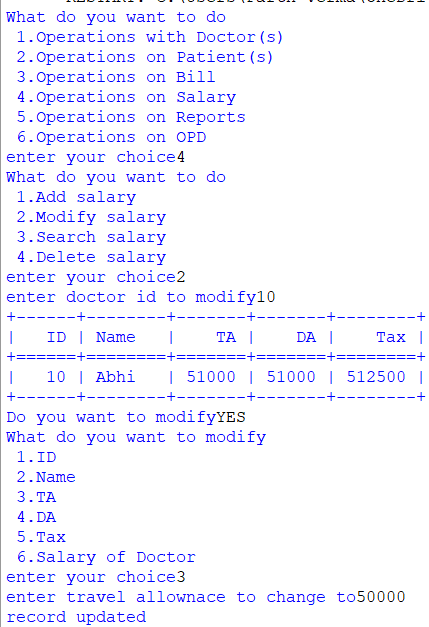 What do you want to do
1.Operations with Doctor(s)
2.Operations on Patient(s)
3.Operations on Bill
4.Operations on Salary
5.Operations on Reports
6.Operations on OPD
enter your choice4
What do you want to do
1.Add salary
2.Modify salary
3.Search salary
4.Delete salary
enter your choice2
enter doctor id to modify10
+------+--------+-------+-------+--------+
|   ID | Name   |    TA |    DA |    Tax |
+======+========+=======+=======+========+
|   10 | Abhi   | 51000 | 51000 | 512500 |
+------+--------+-------+-------+--------+
Do you want to modifyYES
What do you want to modify
1.ID
2.Name
3.TA
4.DA
5.Tax
6.Salary of Doctor
enter your choice3
enter travel allownace to change to50000
record updated